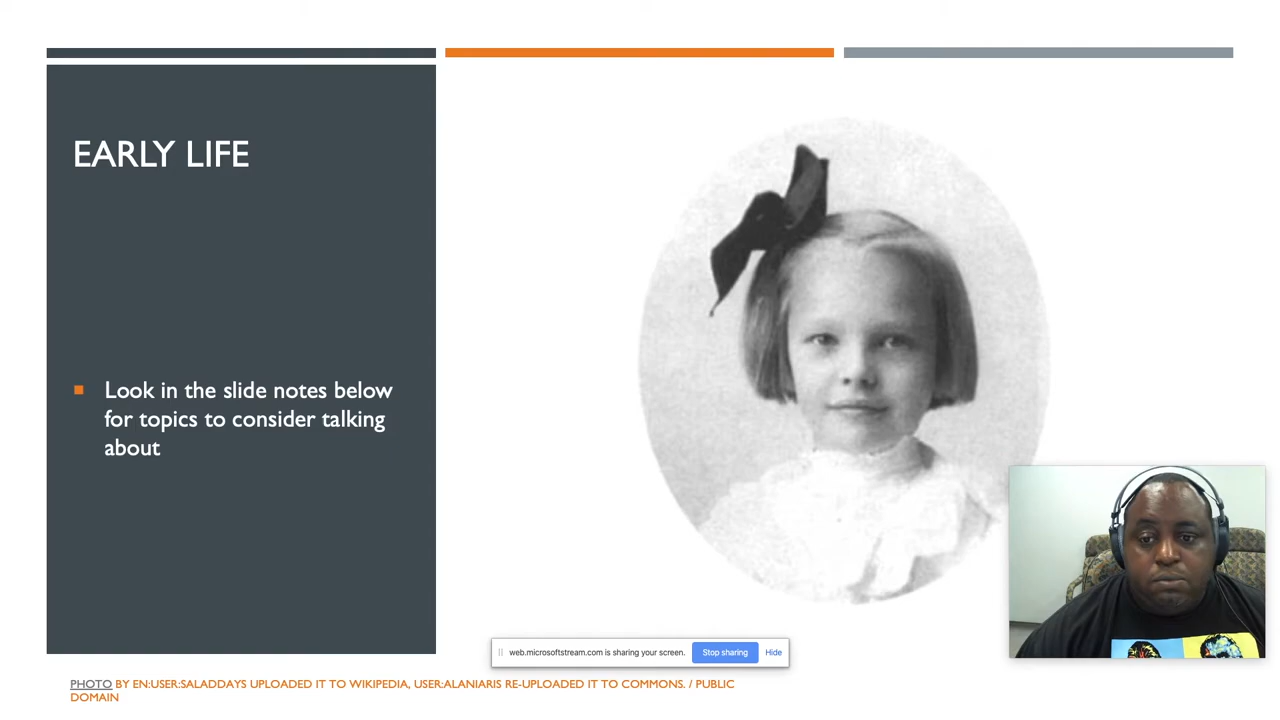 EARLY LIFE
Look in the slide notes below
for topics to consider talking
about
web.microsoftstream.com is sharing your screen.
Stop sharing
Hide
PHOTO BY EN:USER:SALADDAYS UPLOADED IT TO WIKIPEDIA, USER:ALANIARIS RE-UPLOADED IT TO COMMONS. / PUBLIC
DOMAIN